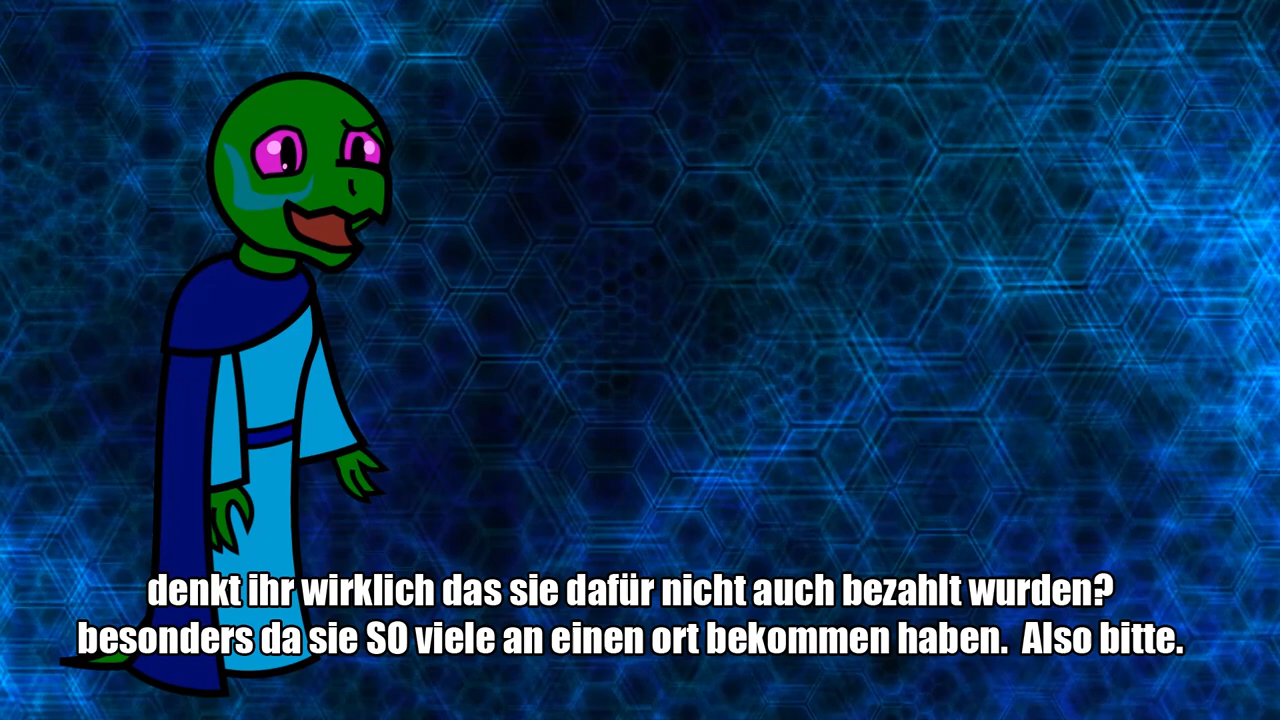 denkt ihr wirklich das sie dafür nicht auch bezahlt wurden?
besonders da sie SO viele an einen ort bekommen haben.  Also bitte.